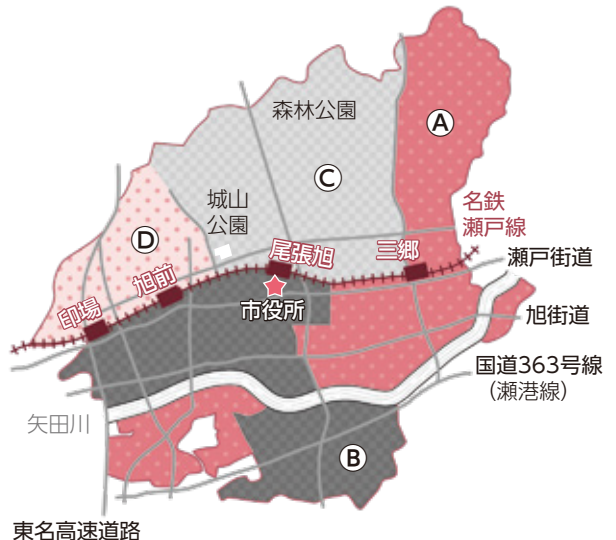 森林公園
Ⓐ
Ⓒ
城山
公園
名鉄
瀬戸線
Ⓓ
尾張旭
三郷
瀬戸街道
旭前
市役所
印場
旭街道
国道363号線
(瀬港線)
矢田川
Ⓑ
東名高速道路